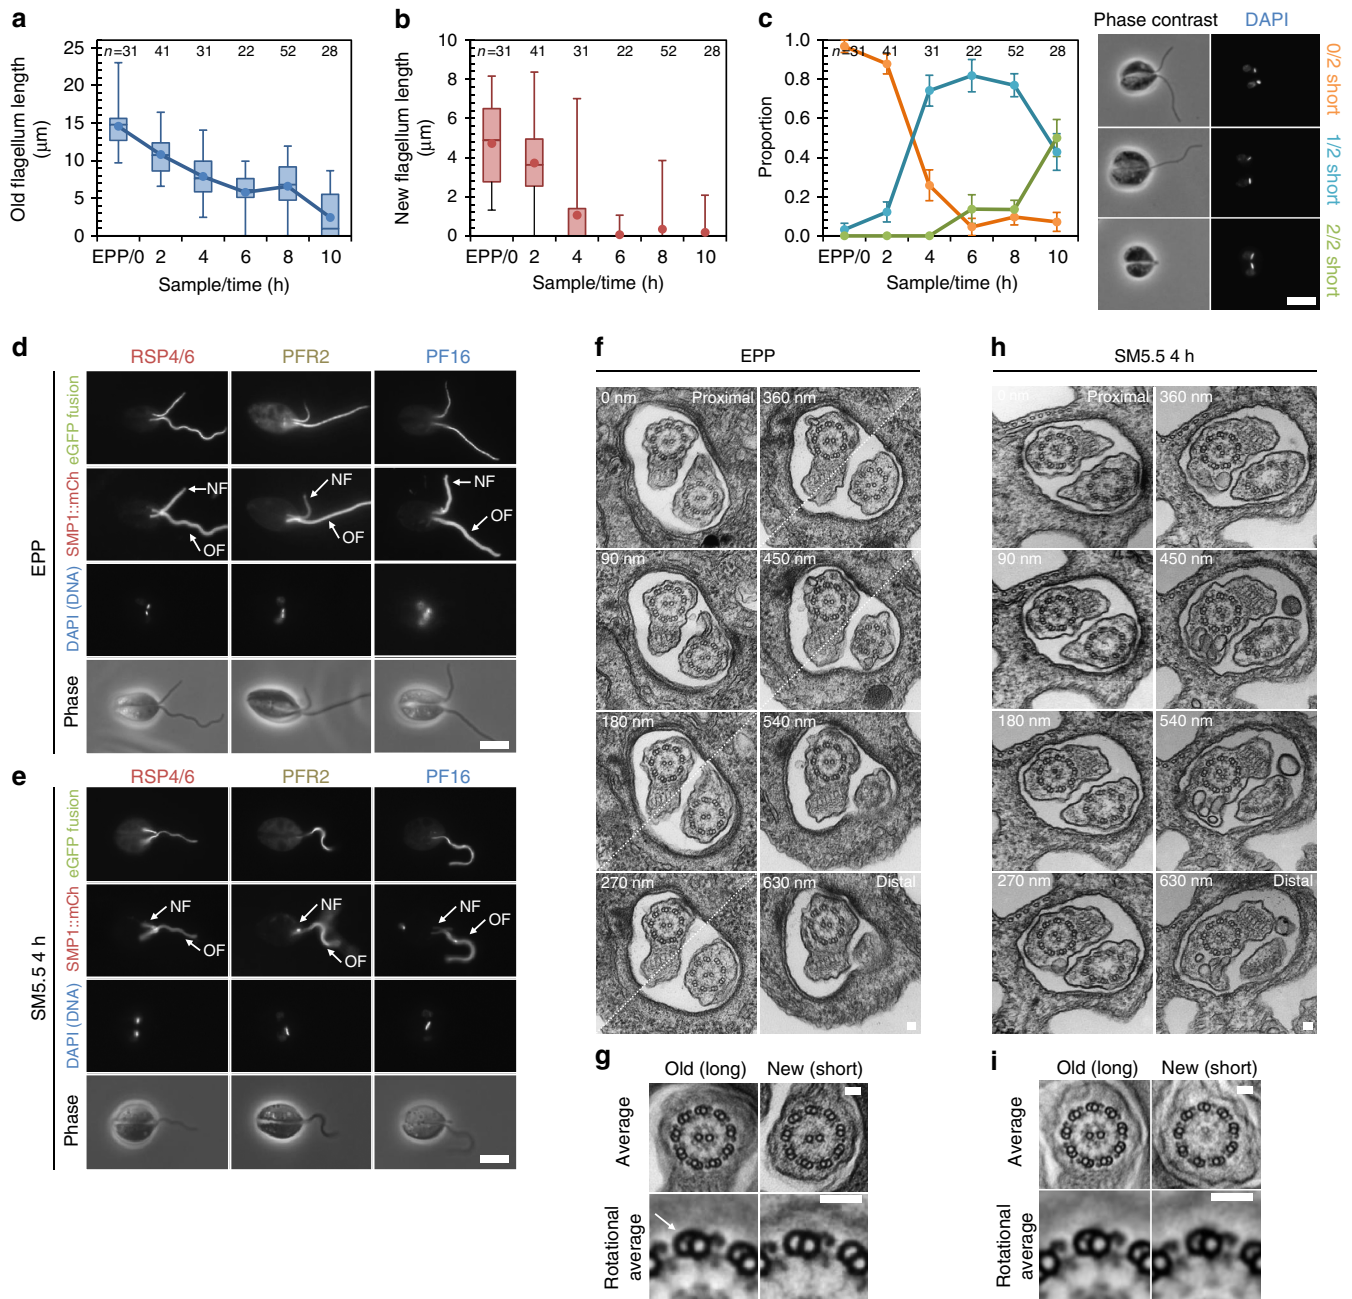 a
Old flagellum length
(μm)
25
20
15
10
5
0
n=31 41 31 22 52 28
EPP/0 2 4 6 8 10
Sample/time (h)
b
New flagellum length
(μm)
10
8
6
4
2
0
n=31 41 31 22 52 28
EPP/0 2 4 6 8 10
Sample/time (h)
c
Proportion
1.0
0.8
0.6
0.4
0.2
0.0
n=31 41 31 22 52 28
EPP/0 2 4 6 8 10
Sample/time (h)
Phase contrast DAPI
0/2 short
1/2 short
2/2 short
d
RSP4/6 PFR2 PF16
EPP
eGFP fusion
SMP1::mCh
NF
OF
NF
OF
NF
OF
DAPI (DNA)
Phase
e
RSP4/6 PFR2 PF16
SM5.5 4 h
eGFP fusion
SMP1::mCh
NF
OF
NF
OF
NF
OF
DAPI (DNA)
Phase
f
EPP
0 nm Proximal 360 nm
90 nm 450 nm
180 nm 540 nm
270 nm 630 nm Distal
g
Old (long) New (short)
Average
Rotational
average
h
SM5.5 4 h
0 nm Proximal 360 nm
90 nm 450 nm
180 nm 540 nm
270 nm 630 nm Distal
i
Old (long) New (short)
Average
Rotational
average